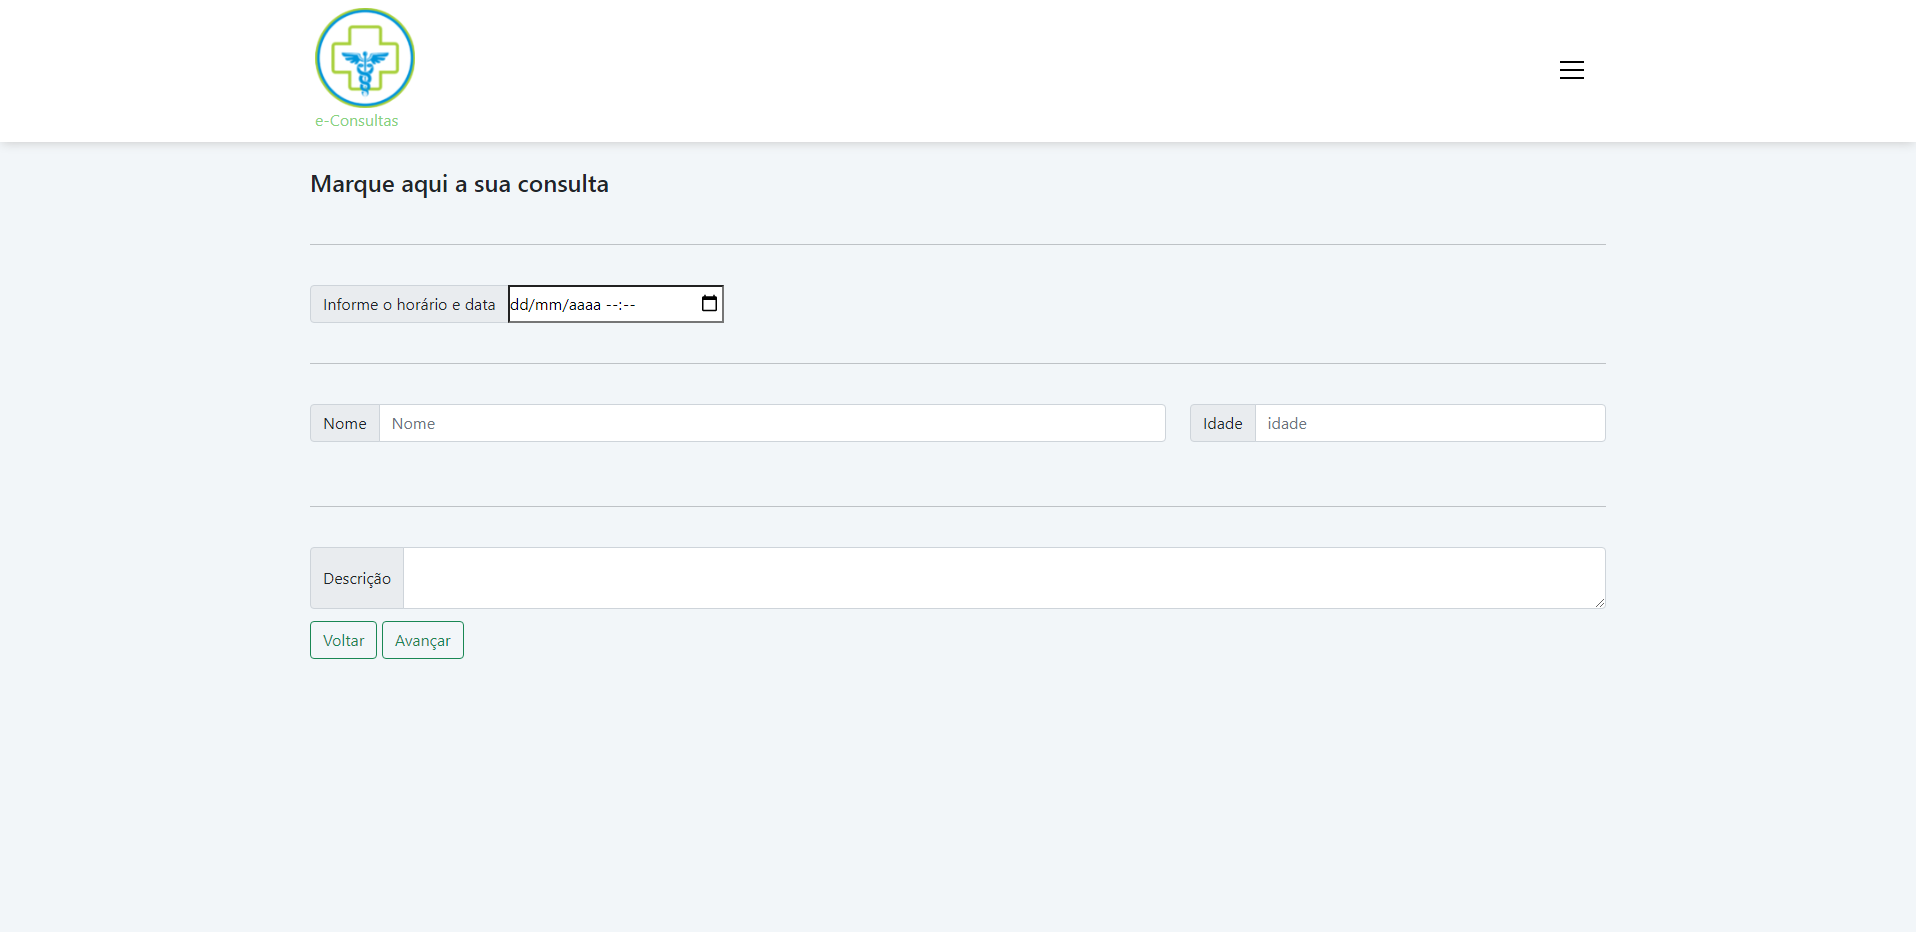 e-Consultas
Marque aqui a sua consulta
Informe o horário e data dd/mm/aaaa --:--
Nome Nome Idade idade
Descrição
Voltar Avançar